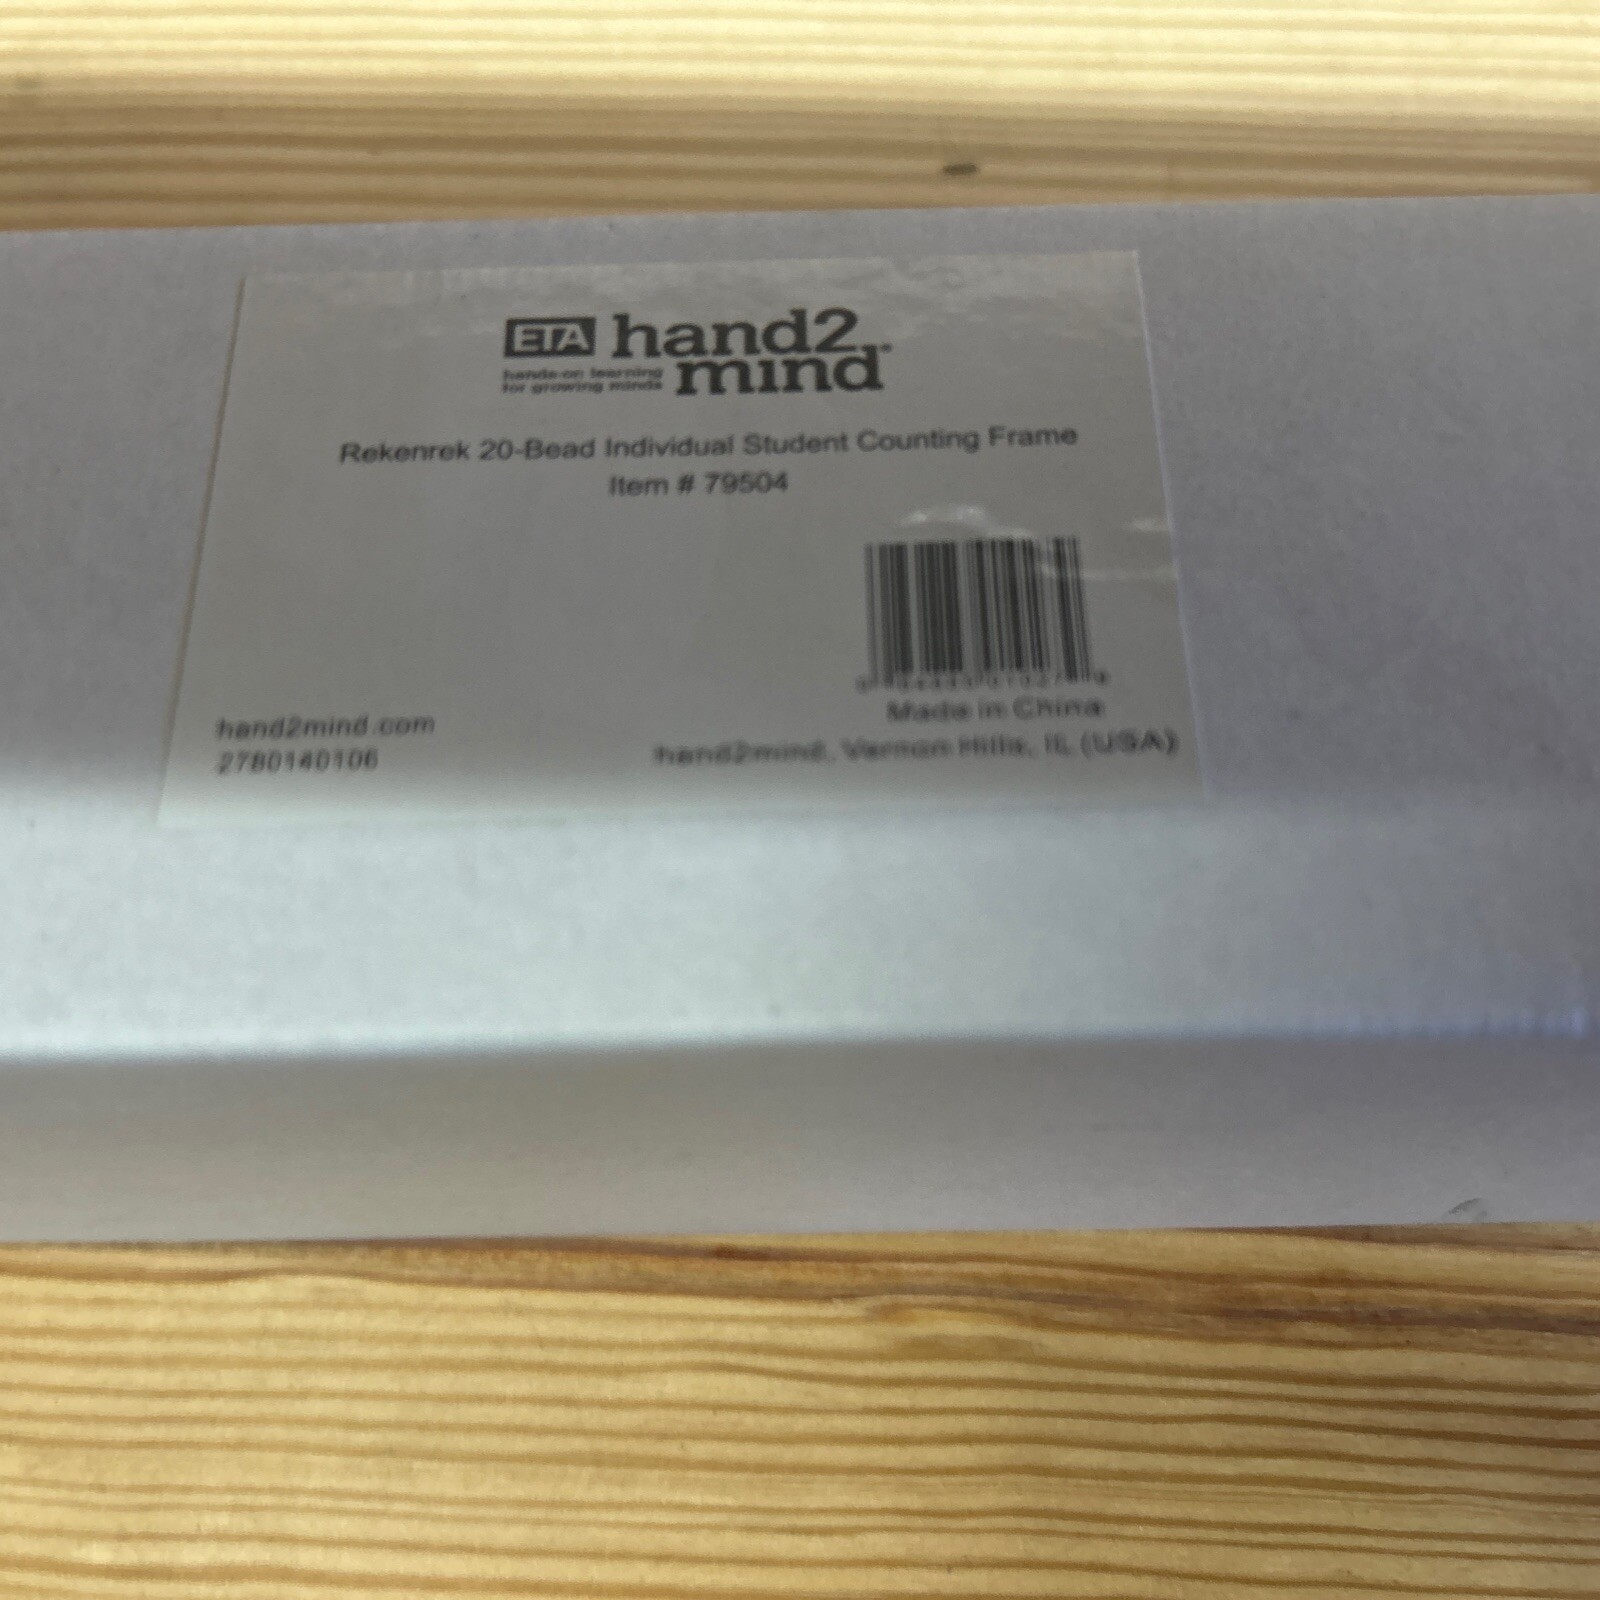 ETA hand2
hands-on learning
for growing minds mind™
Rekenrek 20-Bead Individual Student Counting Frame
Item # 79504
Made in China
hand2mind.com
2780140106
hand2mind, Vernon Hills, IL (USA)